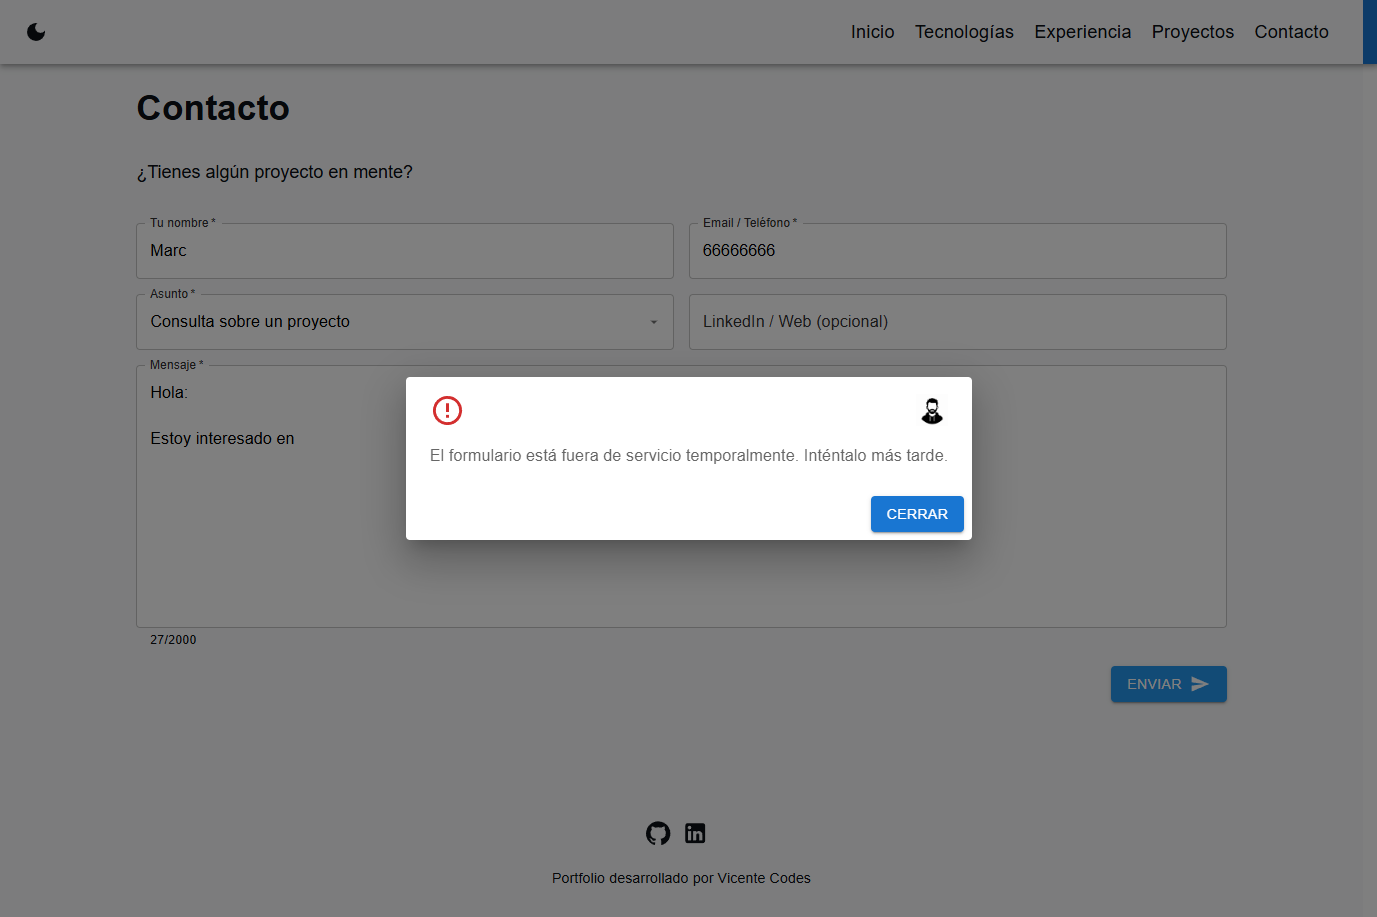 Inicio Tecnologías Experiencia Proyectos Contacto
Contacto
¿Tienes algún proyecto en mente?
Tu nombre *
Marc
Email / Teléfono *
66666666
Asunto *
Consulta sobre un proyecto
LinkedIn / Web (opcional)
Mensaje *
Hola:
Estoy interesado en
El formulario está fuera de servicio temporalmente. Inténtalo más tarde.
CERRAR
27/2000
ENVIAR
Portfolio desarrollado por Vicente Codes